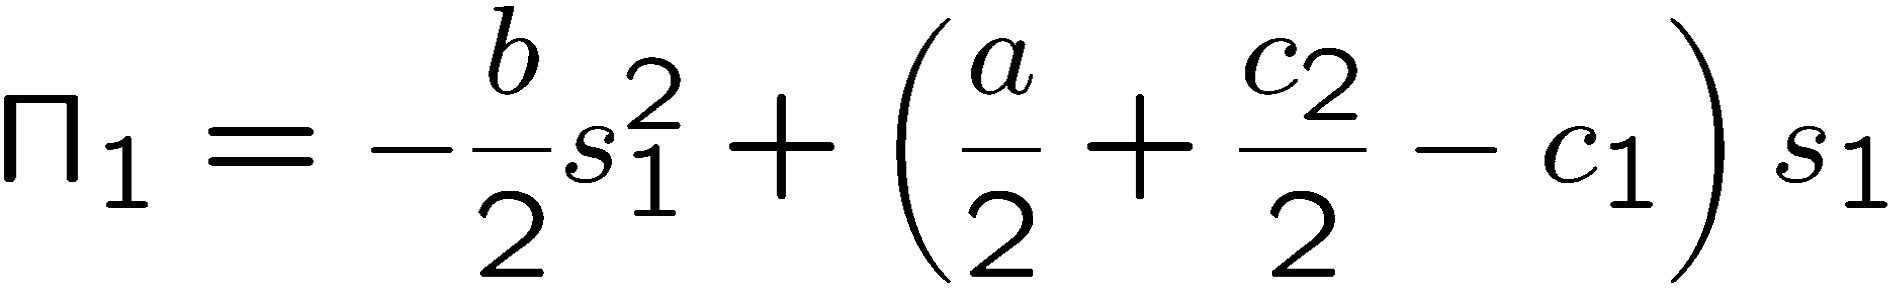 Π₁ = −b/2 s₁² + (a/2 + c₂/2 − c₁) s₁